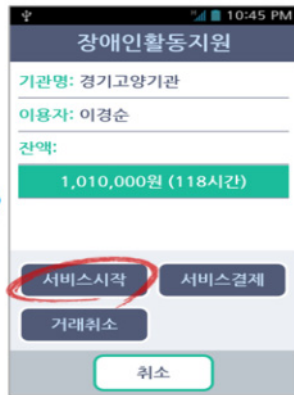 10:45 PM
장애인활동지원
기관명: 경기고양기관
이용자: 이경순
잔액:
1,010,000원 (118시간)
서비스시작 서비스결제
거래취소
취소